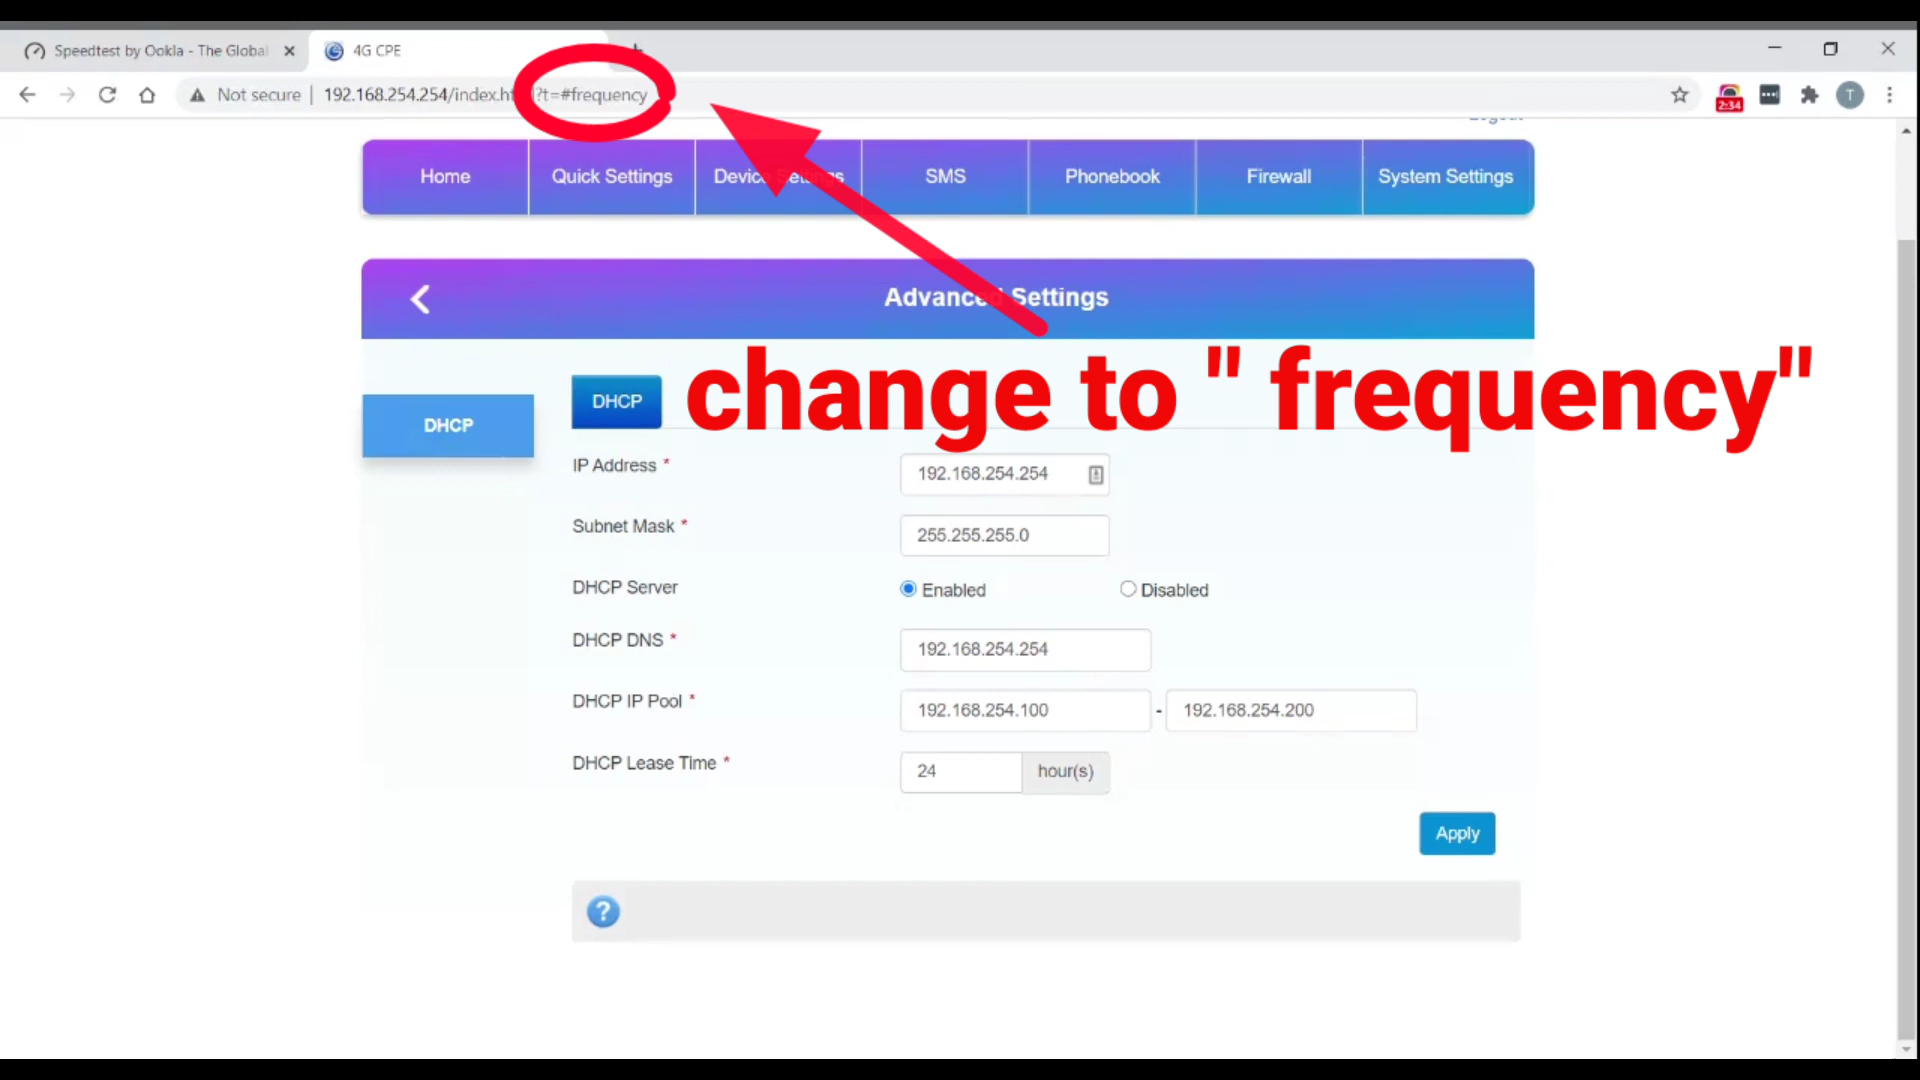 Speedtest by Ookla - The Global
4G CPE
Not secure | 192.168.254.254/index.ht ?t=#frequency
2:34
T
Logout
Home
Quick Settings
Device Settings
SMS
Phonebook
Firewall
System Settings
Advanced Settings
change to " frequency"
DHCP
DHCP
IP Address *
192.168.254.254
Subnet Mask *
255.255.255.0
DHCP Server
Enabled
Disabled
DHCP DNS *
192.168.254.254
DHCP IP Pool *
192.168.254.100 - 192.168.254.200
DHCP Lease Time *
24 hour(s)
Apply
?